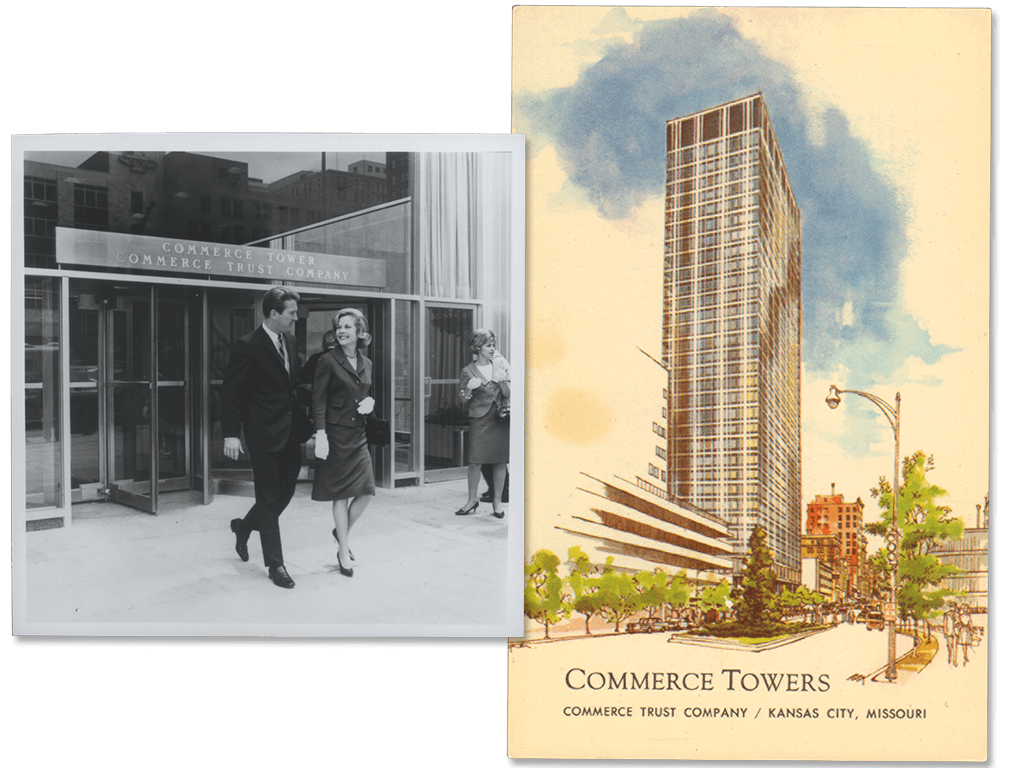 COMMERCE TOWER
COMMERCE TRUST COMPANY
COMMERCE TOWERS
COMMERCE TRUST COMPANY / KANSAS CITY, MISSOURI